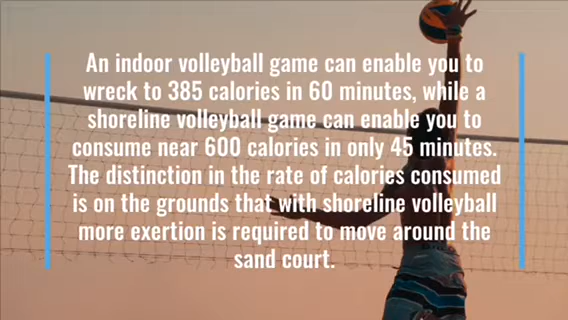 An indoor volleyball game can enable you to
wreck to 385 calories in 60 minutes, while a
shoreline volleyball game can enable you to
consume near 600 calories in only 45 minutes.
The distinction in the rate of calories consumed
is on the grounds that with shoreline volleyball
more exertion is required to move around the
sand court.